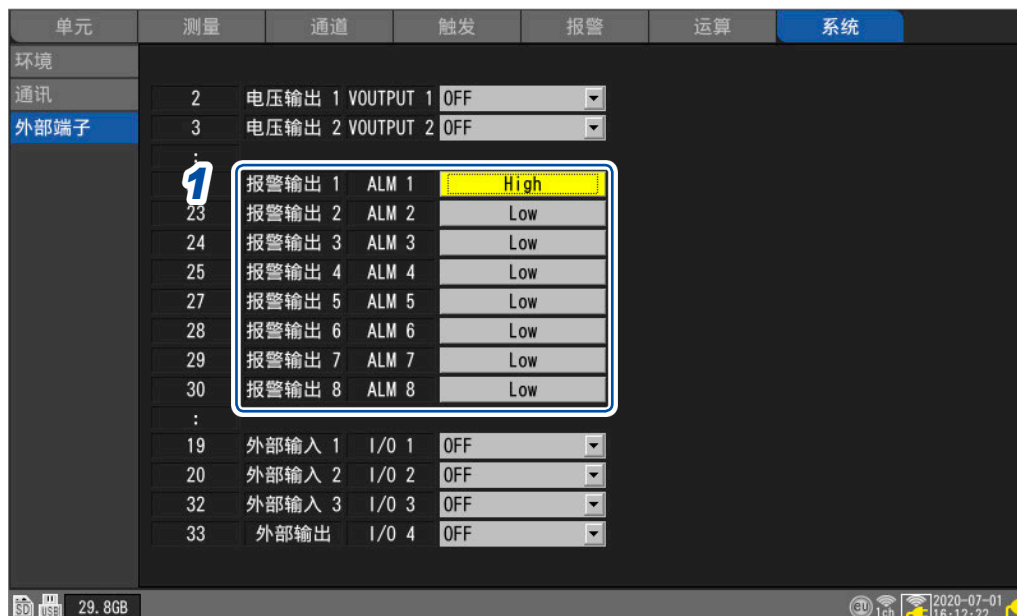 单元 测量 通道 触发 报警 运算 系统
环境
通讯
外部端子
2 电压输出 1 VOUTPUT 1 OFF
3 电压输出 2 VOUTPUT 2 OFF
:
1 报警输出 1 ALM 1 High
23 报警输出 2 ALM 2 Low
24 报警输出 3 ALM 3 Low
25 报警输出 4 ALM 4 Low
27 报警输出 5 ALM 5 Low
28 报警输出 6 ALM 6 Low
29 报警输出 7 ALM 7 Low
30 报警输出 8 ALM 8 Low
:
19 外部输入 1 I/O 1 OFF
20 外部输入 2 I/O 2 OFF
32 外部输入 3 I/O 3 OFF
33 外部输出 I/O 4 OFF
SD USB 29.8GB EU 1ch 2020-07-01
16:12:22